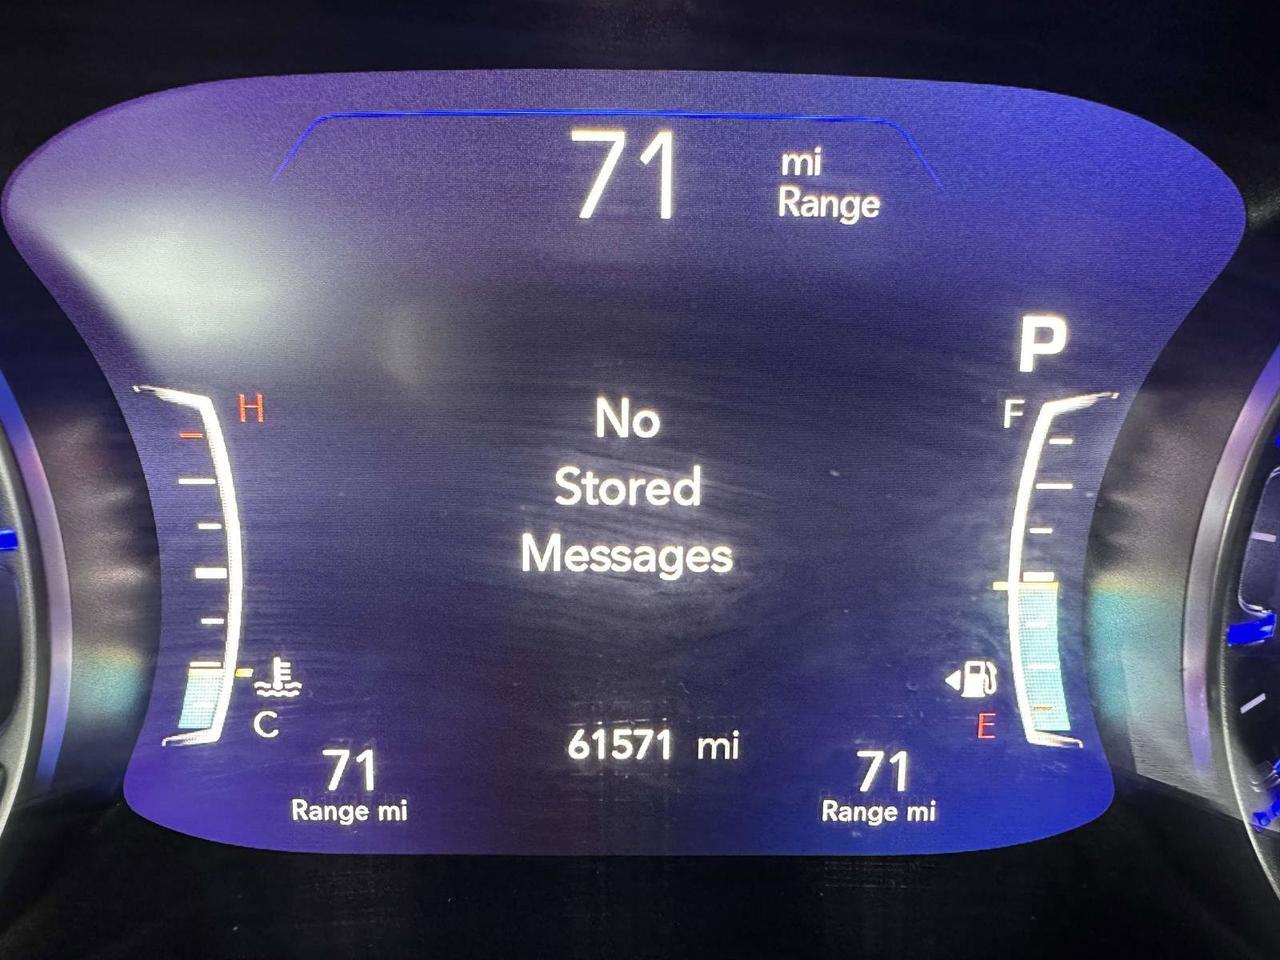 71 mi
Range
P
H
F
No
Stored
Messages
C
E
61571 mi
71
Range mi
71
Range mi